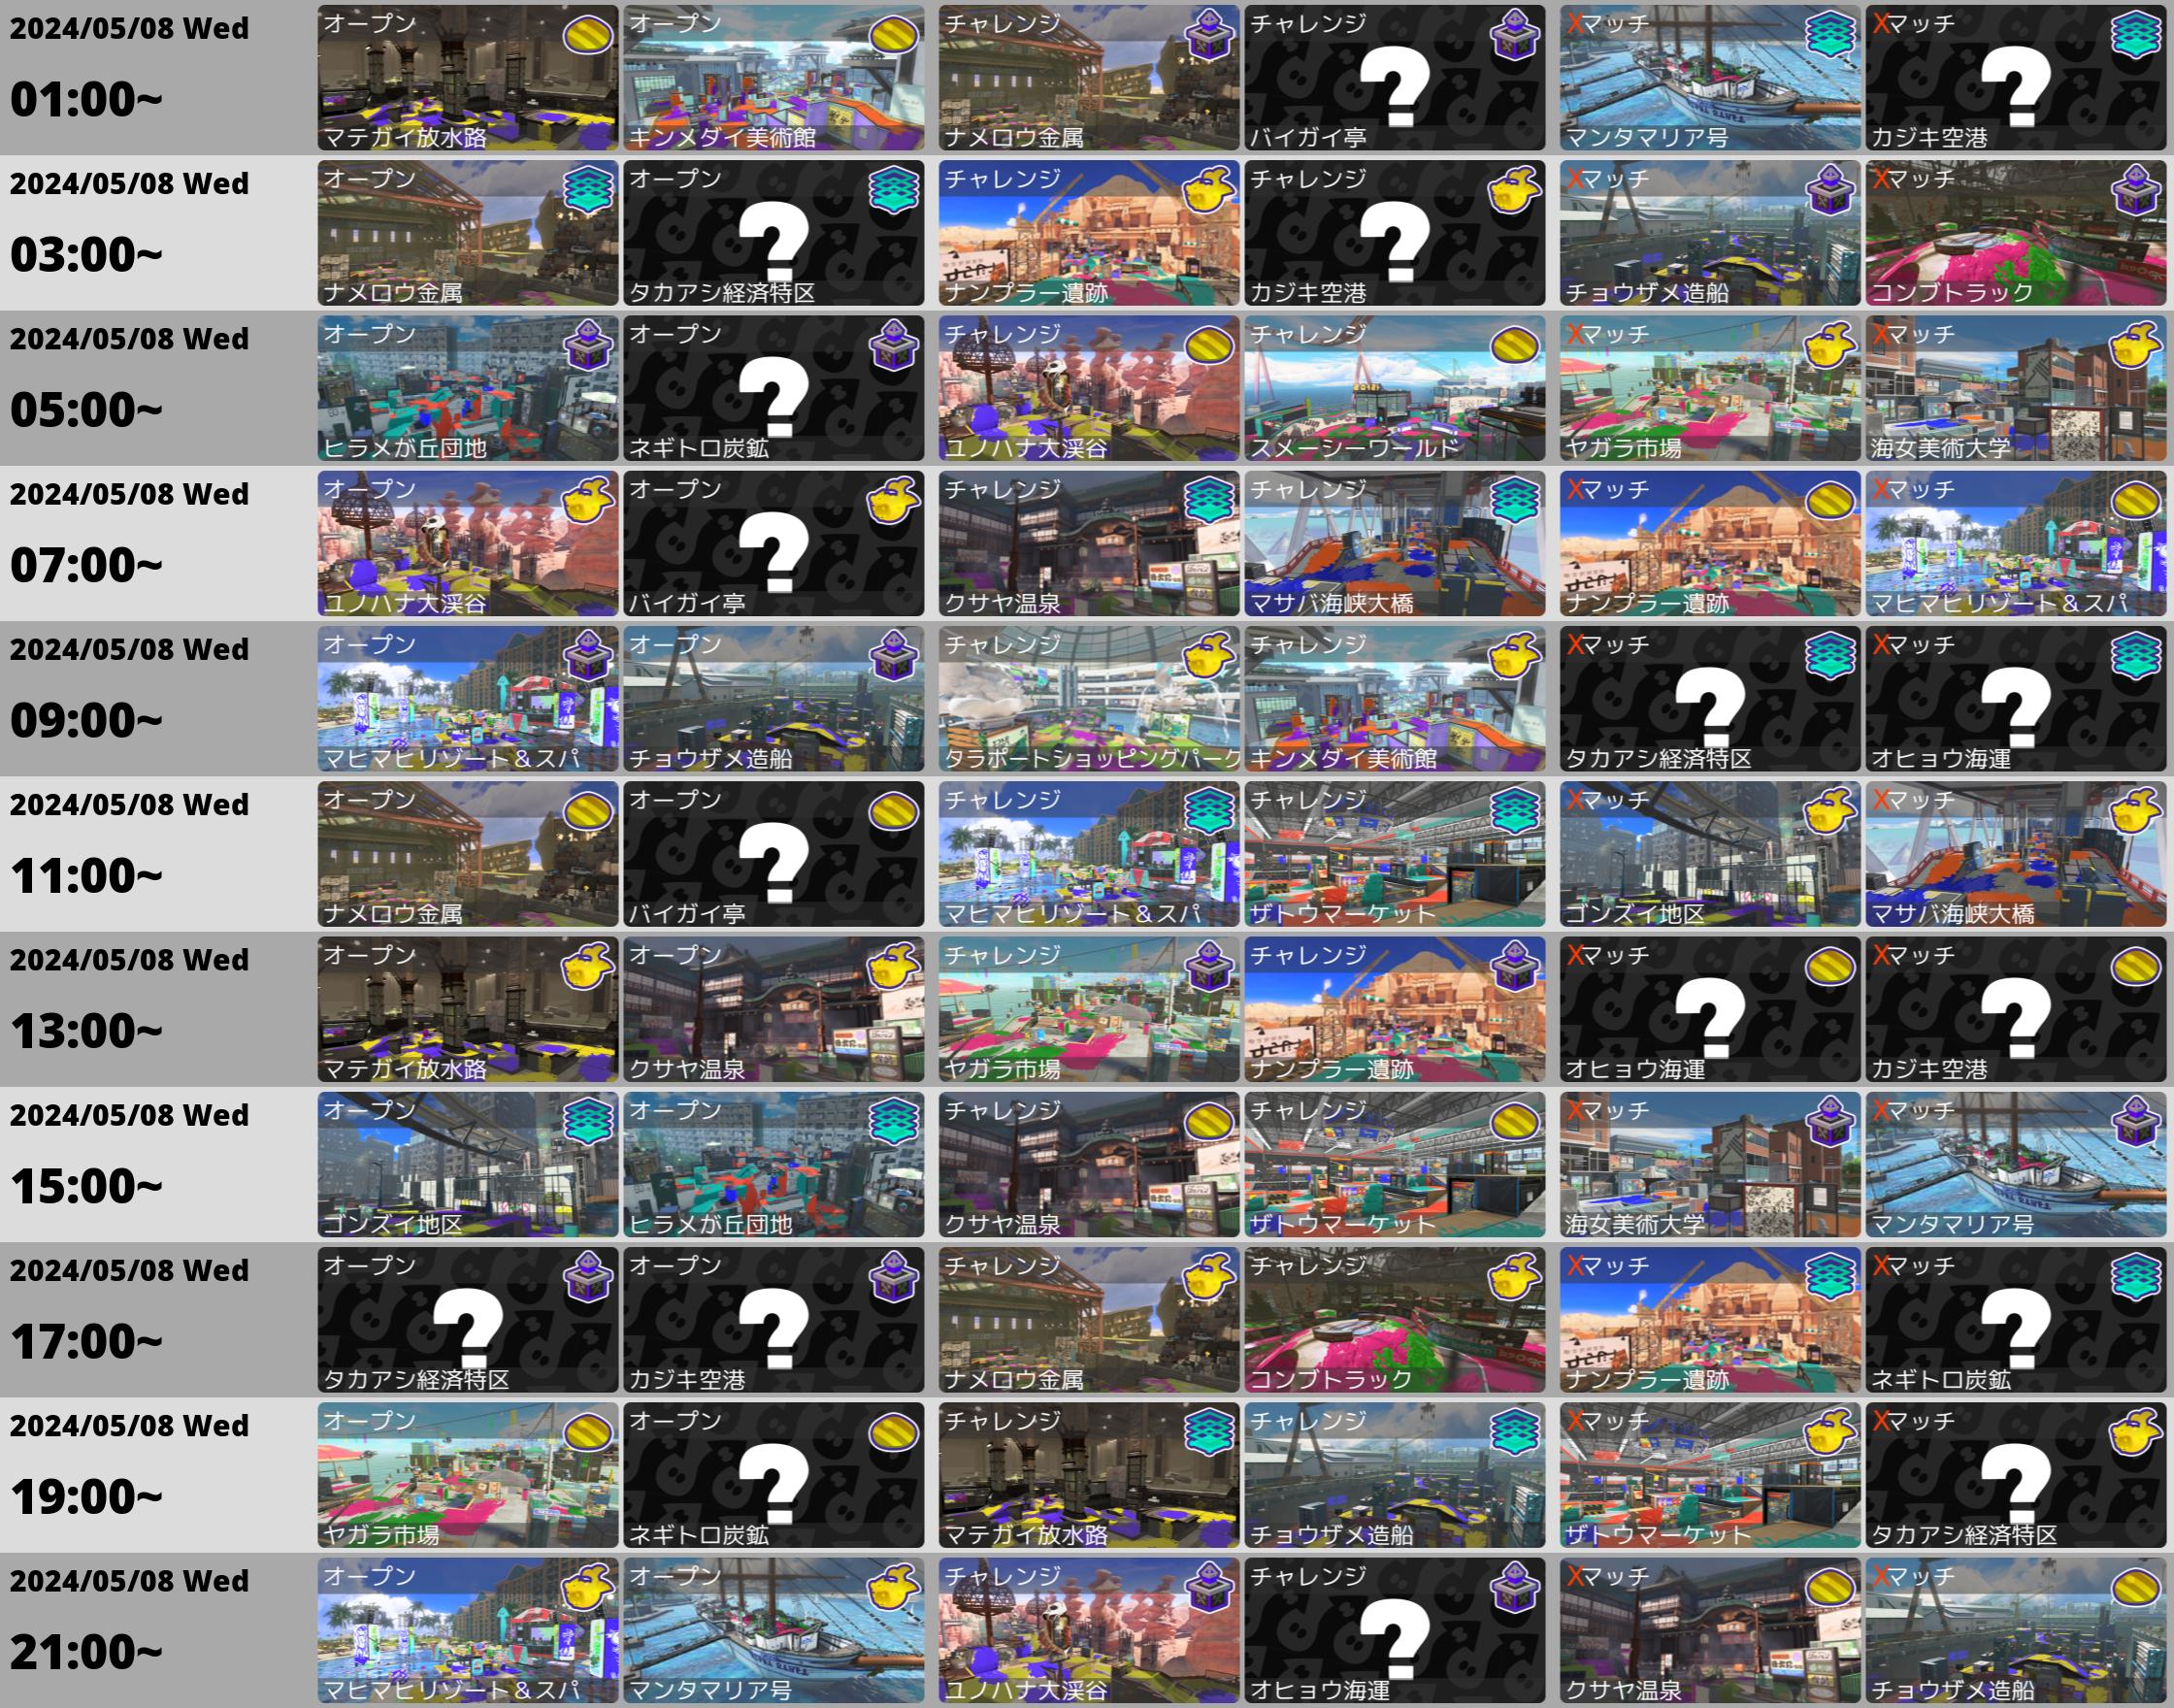 2024/05/08 Wed
01:00~
オープン
マテガイ放水路
オープン
キンメダイ美術館
チャレンジ
ナメロウ金属
チャレンジ
バイガイ亭
Xマッチ
マンタマリア号
Xマッチ
カジキ空港
2024/05/08 Wed
03:00~
オープン
ナメロウ金属
オープン
タカアシ経済特区
チャレンジ
ナンプラー遺跡
チャレンジ
カジキ空港
Xマッチ
チョウザメ造船
Xマッチ
コンブトラック
2024/05/08 Wed
05:00~
オープン
ヒラメが丘団地
オープン
ネギトロ炭鉱
チャレンジ
ユノハナ大渓谷
チャレンジ
スメーシーワールド
Xマッチ
ヤガラ市場
Xマッチ
海女美術大学
2024/05/08 Wed
07:00~
オープン
ユノハナ大渓谷
オープン
バイガイ亭
チャレンジ
クサヤ温泉
チャレンジ
マサバ海峡大橋
Xマッチ
ナンプラー遺跡
Xマッチ
マヒマヒリゾート＆スパ
2024/05/08 Wed
09:00~
オープン
マヒマヒリゾート＆スパ
オープン
チョウザメ造船
チャレンジ
タラポートショッピングパーク
チャレンジ
キンメダイ美術館
Xマッチ
タカアシ経済特区
Xマッチ
オヒョウ海運
2024/05/08 Wed
11:00~
オープン
ナメロウ金属
オープン
バイガイ亭
チャレンジ
マヒマヒリゾート＆スパ
チャレンジ
ザトウマーケット
Xマッチ
ゴンズイ地区
Xマッチ
マサバ海峡大橋
2024/05/08 Wed
13:00~
オープン
マテガイ放水路
オープン
クサヤ温泉
チャレンジ
ヤガラ市場
チャレンジ
ナンプラー遺跡
Xマッチ
オヒョウ海運
Xマッチ
カジキ空港
2024/05/08 Wed
15:00~
オープン
ゴンズイ地区
オープン
ヒラメが丘団地
チャレンジ
クサヤ温泉
チャレンジ
ザトウマーケット
Xマッチ
海女美術大学
Xマッチ
マンタマリア号
2024/05/08 Wed
17:00~
オープン
タカアシ経済特区
オープン
カジキ空港
チャレンジ
ナメロウ金属
チャレンジ
コンブトラック
Xマッチ
ナンプラー遺跡
Xマッチ
ネギトロ炭鉱
2024/05/08 Wed
19:00~
オープン
ヤガラ市場
オープン
ネギトロ炭鉱
チャレンジ
マテガイ放水路
チャレンジ
チョウザメ造船
Xマッチ
ザトウマーケット
Xマッチ
タカアシ経済特区
2024/05/08 Wed
21:00~
オープン
マヒマヒリゾート＆スパ
オープン
マンタマリア号
チャレンジ
ユノハナ大渓谷
チャレンジ
オヒョウ海運
Xマッチ
クサヤ温泉
Xマッチ
チョウザメ造船